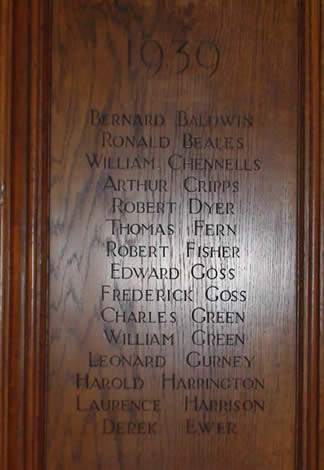 1939
BERNARD BALDWIN
RONALD BEALES
WILLIAM CHENNELLS
ARTHUR CRIPPS
ROBERT DYER
THOMAS FERN
ROBERT FISHER
EDWARD GOSS
FREDERICK GOSS
CHARLES GREEN
WILLIAM GREEN
LEONARD GURNEY
HAROLD HARRINGTON
LAURENCE HARRISON
DEREK EWER